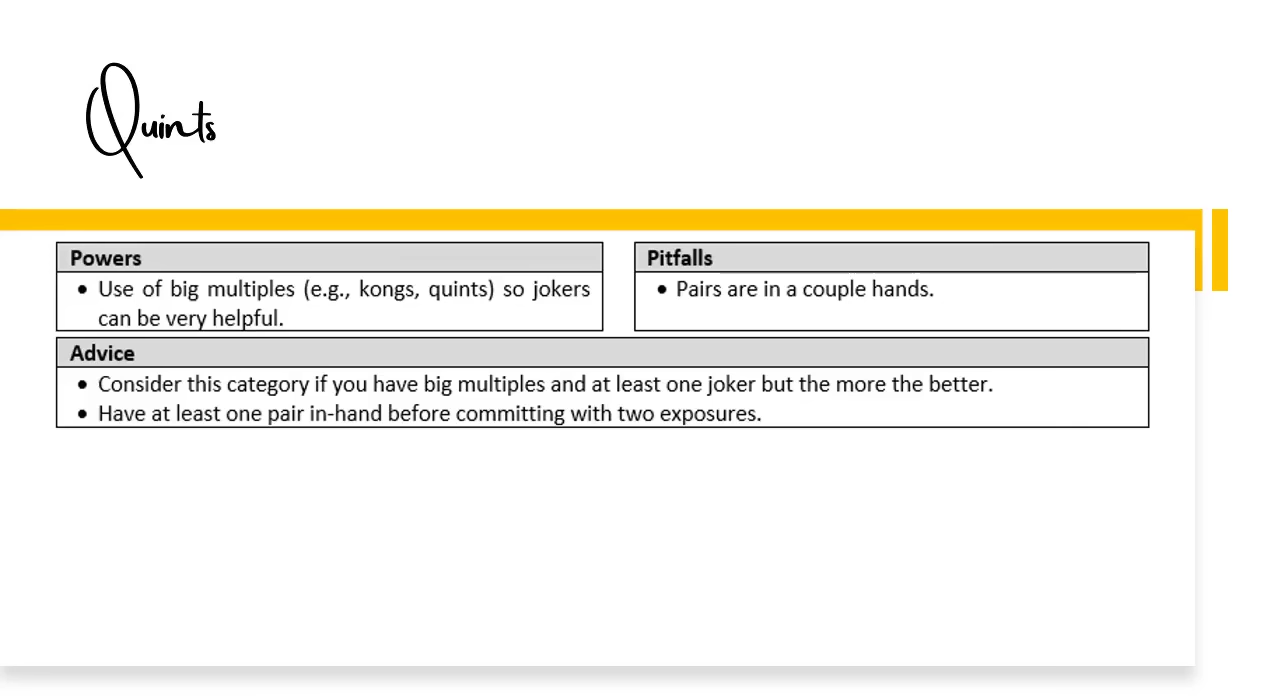 Quints
Powers
• Use of big multiples (e.g., kongs, quints) so jokers
can be very helpful.
Pitfalls
• Pairs are in a couple hands.
Advice
• Consider this category if you have big multiples and at least one joker but the more the better.
• Have at least one pair in-hand before committing with two exposures.